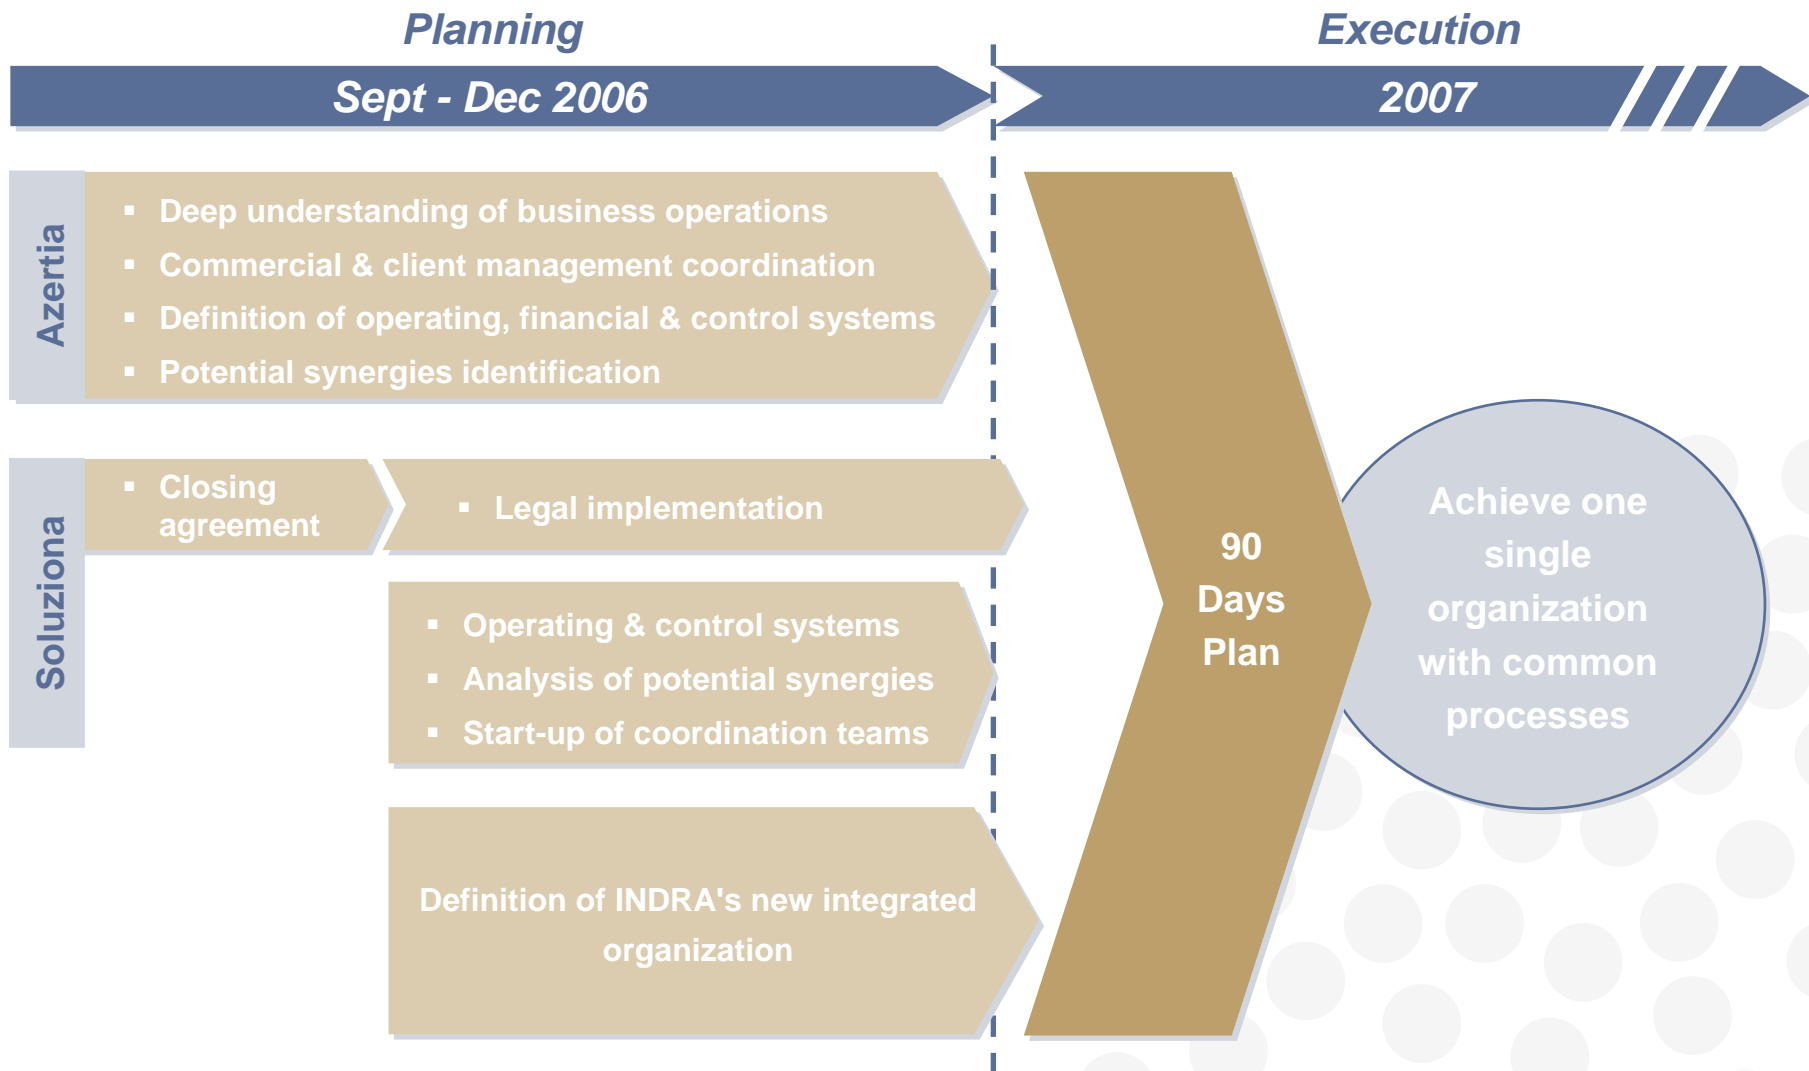 Planning
Execution
Sept - Dec 2006
2007
Azertia
▪ Deep understanding of business operations
▪ Commercial & client management coordination
▪ Definition of operating, financial & control systems
▪ Potential synergies identification
Soluziona
▪ Closing
agreement
▪ Legal implementation
▪ Operating & control systems
▪ Analysis of potential synergies
▪ Start-up of coordination teams
Definition of INDRA's new integrated
organization
90
Days
Plan
Achieve one
single
organization
with common
processes